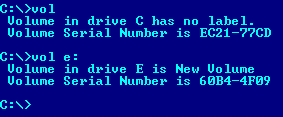 C:\>vol
Volume in drive C has no label.
Volume Serial Number is EC21-77CD
C:\>vol e:
Volume in drive E is New Volume
Volume Serial Number is 60B4-4F09
C:\>